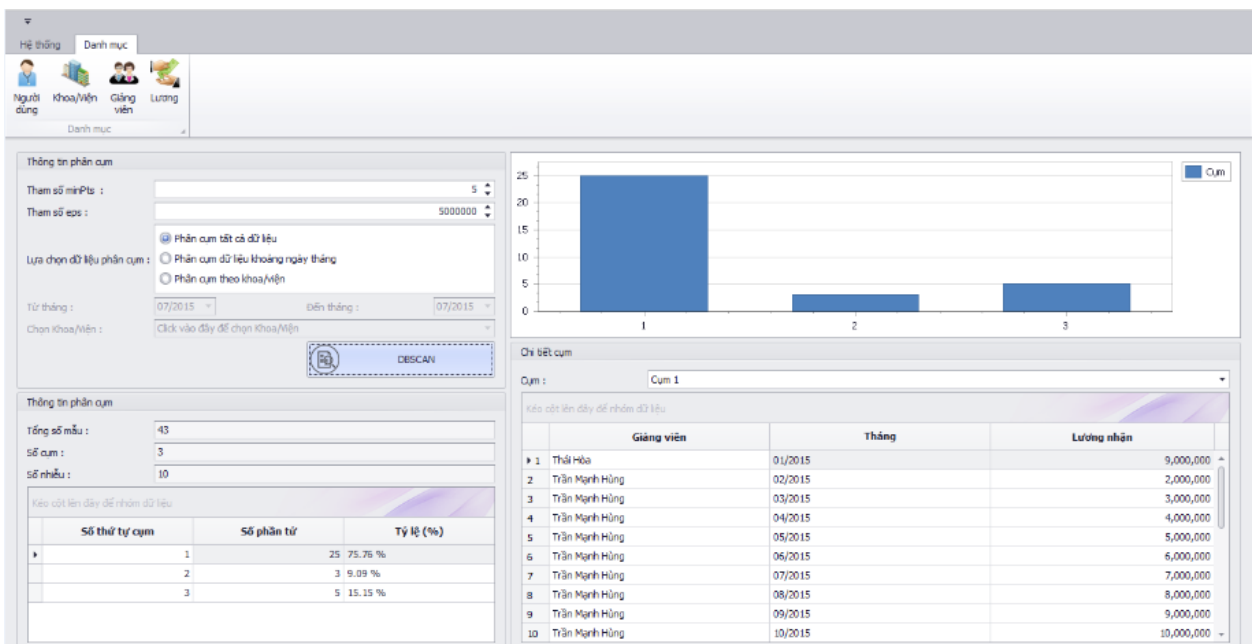 Hệ thống Danh mục
Người dùng Khoa/Viện Giảng viên Lương
Danh mục
Thông tin phân cụm
Tham số minPts : 5
Tham số eps : 5000000
Lựa chọn dữ liệu phân cụm :
Phân cụm tất cả dữ liệu
Phân cụm dữ liệu khoảng ngày tháng
Phân cụm theo khoa/viện
Từ tháng : 07/2015 Đến tháng : 07/2015
Chọn Khoa/Viện : Click vào đây để chọn Khoa/Viện
DBSCAN
Thông tin phân cụm
Tổng số mẫu : 43
Số cụm : 3
Số nhiễu : 10
Kéo cột lên đây để nhóm dữ liệu
Số thứ tự cụm Số phần tử Tỷ lệ (%)
1 25 75.76 %
2 3 9.09 %
3 5 15.15 %
25
20
15
10
5
0
1 2 3
Cụm
Chi tiết cụm
Cụm : Cụm 1
Kéo cột lên đây để nhóm dữ liệu
Giảng viên Tháng Lương nhận
1 Thái Hòa 01/2015 9,000,000
2 Trần Mạnh Hùng 02/2015 2,000,000
3 Trần Mạnh Hùng 03/2015 3,000,000
4 Trần Mạnh Hùng 04/2015 4,000,000
5 Trần Mạnh Hùng 05/2015 5,000,000
6 Trần Mạnh Hùng 06/2015 6,000,000
7 Trần Mạnh Hùng 07/2015 7,000,000
8 Trần Mạnh Hùng 08/2015 8,000,000
9 Trần Mạnh Hùng 09/2015 9,000,000
10 Trần Mạnh Hùng 10/2015 10,000,000